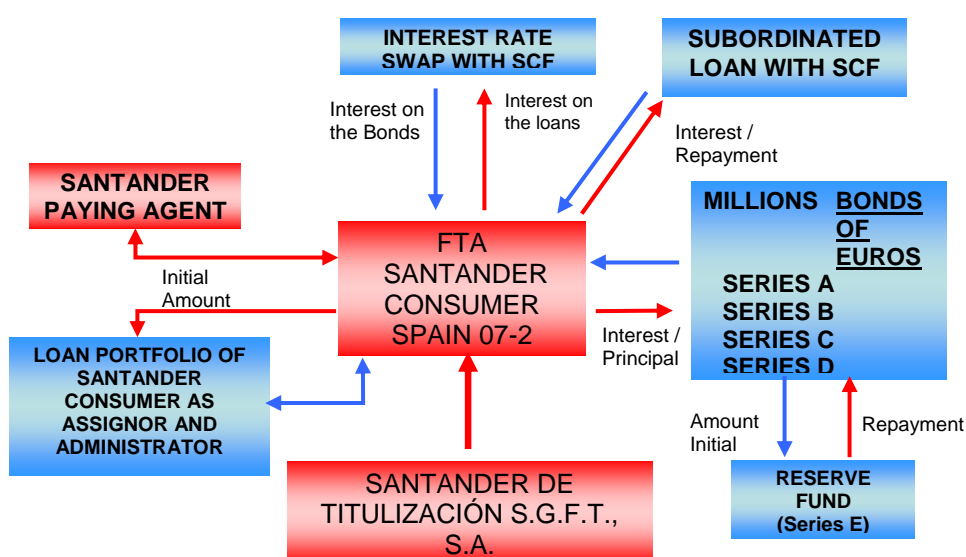 INTEREST RATE
SWAP WITH SCF
SUBORDINATED
LOAN WITH SCF
Interest on
the Bonds
Interest on
the loans
Interest /
Repayment
SANTANDER
PAYING AGENT
MILLIONS BONDS
OF
EUROS
SERIES A
SERIES B
SERIES C
SERIES D
FTA
SANTANDER
CONSUMER
SPAIN 07-2
Initial
Amount
Interest /
Principal
LOAN PORTFOLIO OF
SANTANDER
CONSUMER AS
ASSIGNOR AND
ADMINISTRATOR
Amount
Initial
Repayment
SANTANDER DE
TITULIZACIÓN S.G.F.T.,
S.A.
RESERVE
FUND
(Series E)